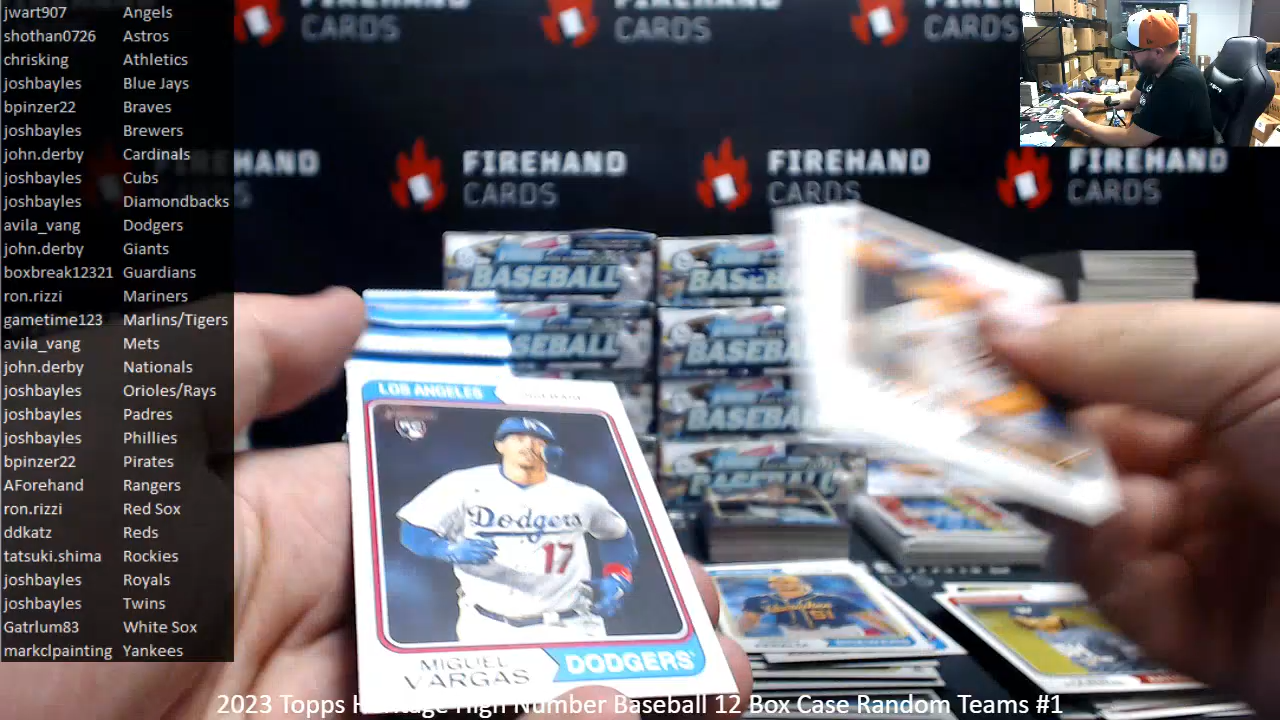 jwart907 Angels
shothan0726 Astros
chrisking Athletics
joshbayles Blue Jays
bpinzer22 Braves
joshbayles Brewers
john.derby Cardinals
joshbayles Cubs
joshbayles Diamondbacks
avila_vang Dodgers
john.derby Giants
boxbreak12321 Guardians
ron.rizzi Mariners
gametime123 Marlins/Tigers
avila_vang Mets
john.derby Nationals
joshbayles Orioles/Rays
joshbayles Padres
joshbayles Phillies
bpinzer22 Pirates
AForehand Rangers
ron.rizzi Red Sox
ddkatz Reds
tatsuki.shima Rockies
joshbayles Royals
joshbayles Twins
Gatrlum83 White Sox
markclpainting Yankees
CARDS
CARDS
CARDS
FIREHAND
CARDS
FIREHAND
CARDS
FIREHAND
CARDS
FIREHAND
CARDS
BASEBALL
BASEBALL
BASEBALL
BASEBALL
BASEBALL
BASEBALL
LOS ANGELES
Dodgers
17
MIGUEL
VARGAS
DODGERS
51
2023 Topps Heritage High Number Baseball 12 Box Case Random Teams #1